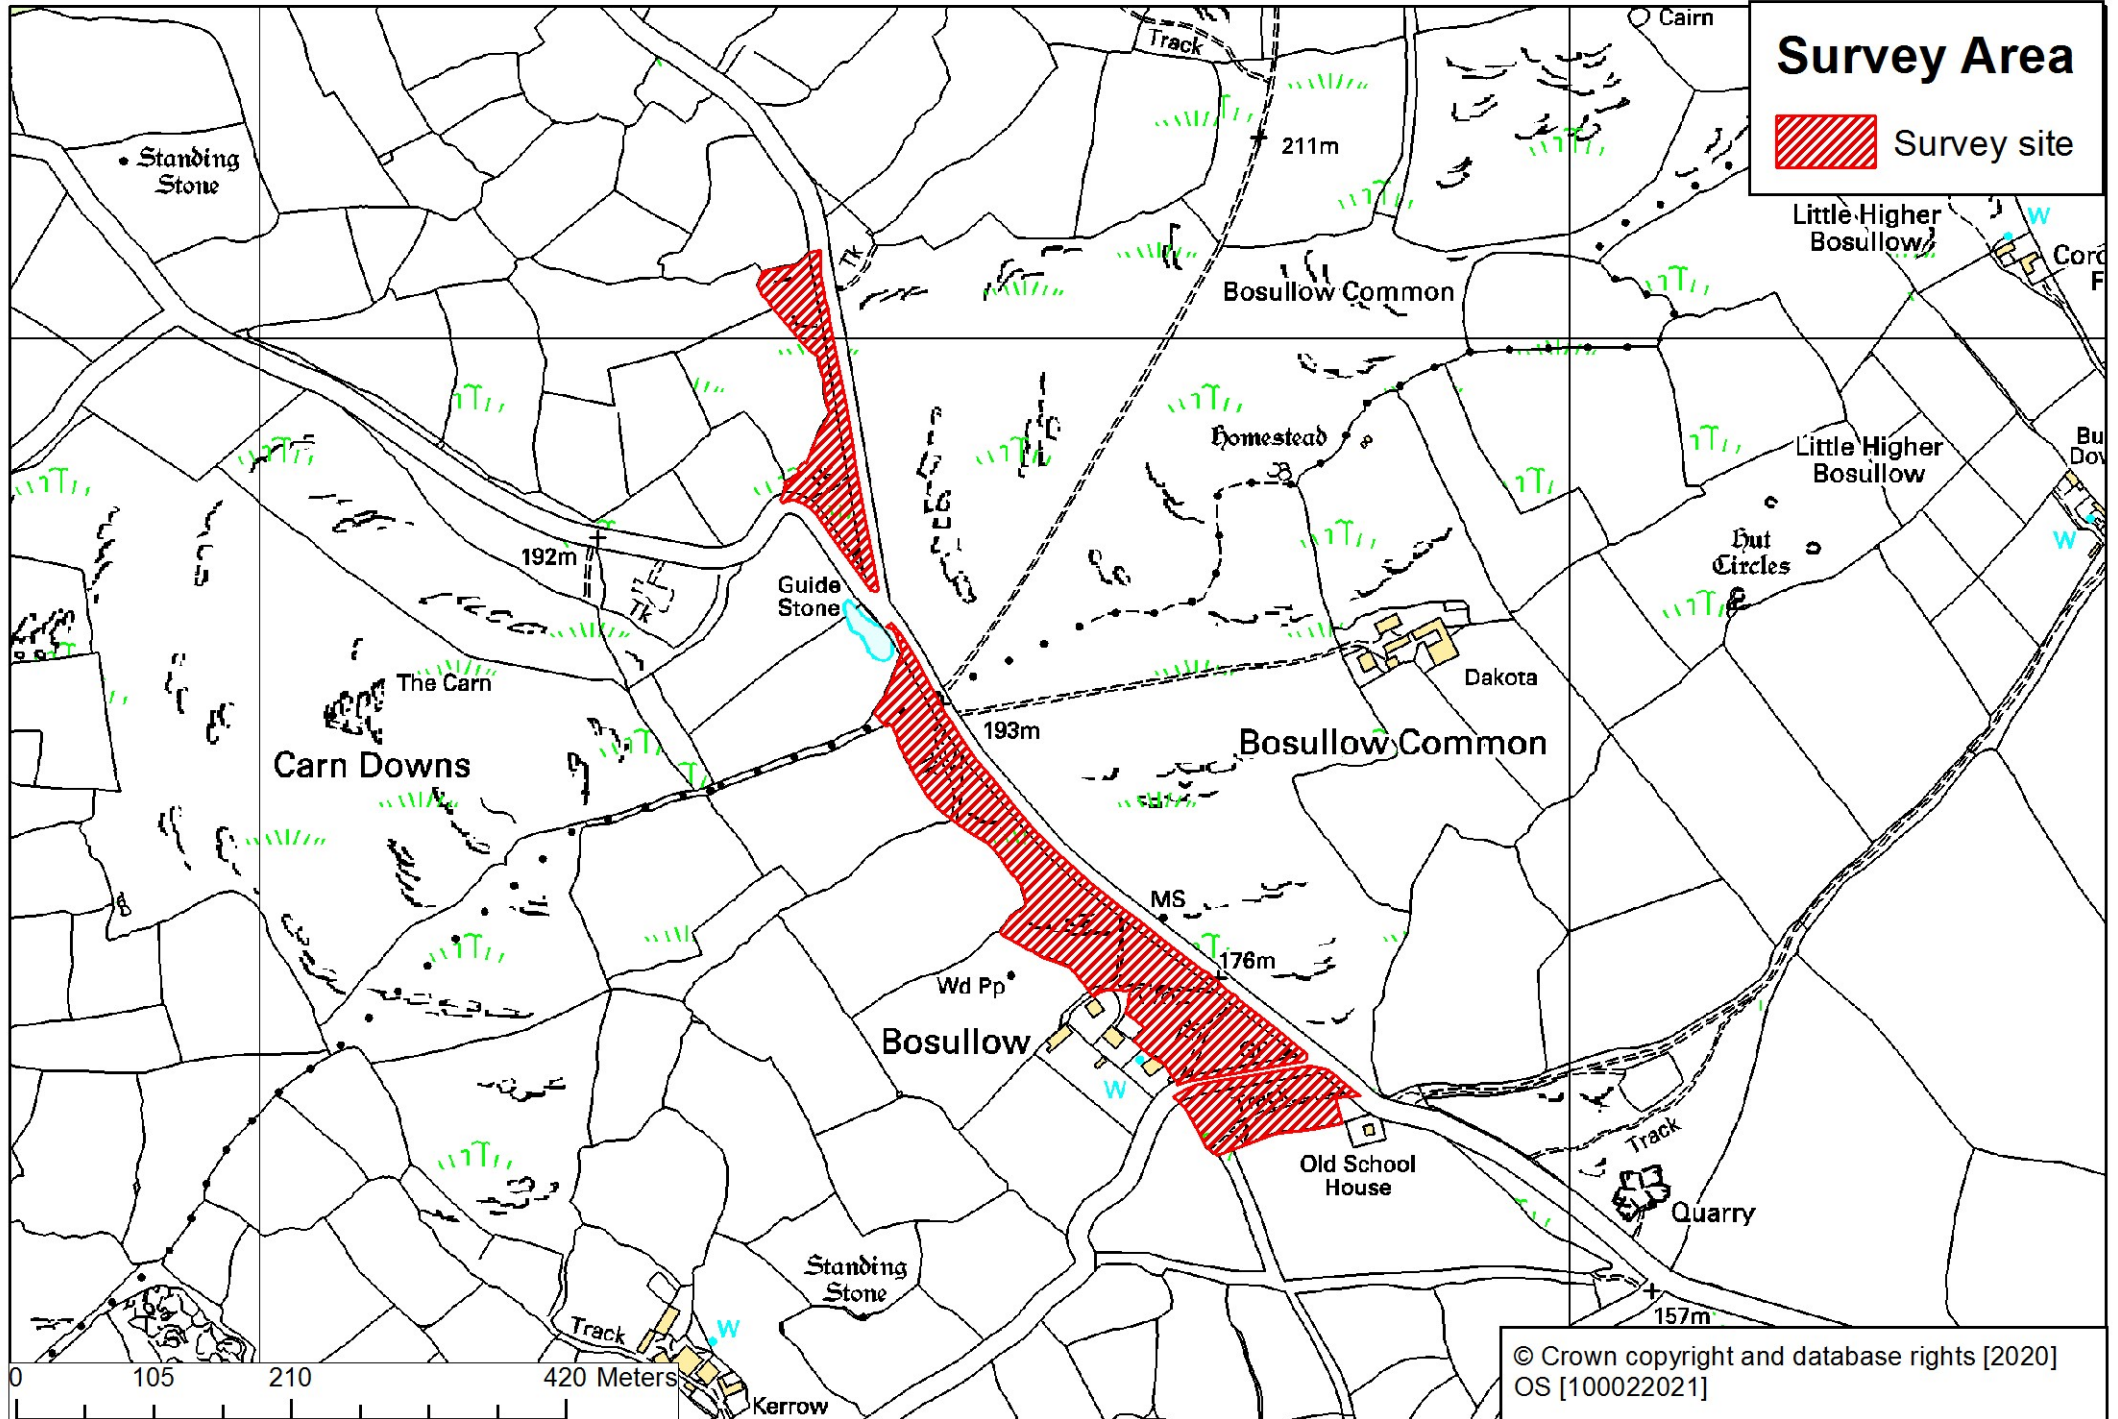 Cairn
Track
Survey Area
Survey site
211m
Standing
Stone
Little Higher
Bosullow
W
Tk
Coro
F
Bosullow Common
Homestead
Little Higher
Bosullow
Bu
Dov
Hut
Circles
W
192m
Guide
Stone
Tk
The Carn
Dakota
193m
Bosullow Common
Carn Downs
MS
176m
Wd Pp
Bosullow
W
Track
Track
Old School
House
Quarry
Standing
Stone
157m
Track
W
Kerrow
0 105 210 420 Meters
© Crown copyright and database rights [2020]
OS [100022021]